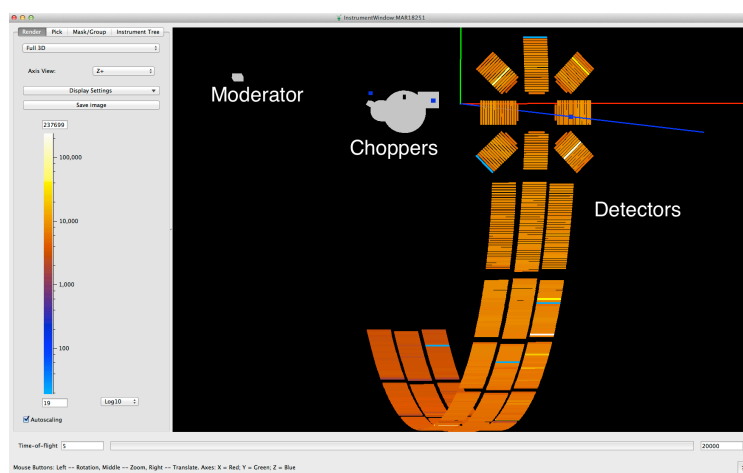 InstrumentWindow MAR18251
Render Pick Mask/Group Instrument Tree
Full 3D
Axis View: Z+
Display Settings
Save image
237699
100,000
10,000
1,000
100
19
Log10
Autoscaling
Moderator
Choppers
Detectors
Time-of-flight 5 20000
Mouse Buttons: Left -- Rotation, Middle -- Zoom, Right -- Translate. Axes: X = Red; Y = Green; Z = Blue